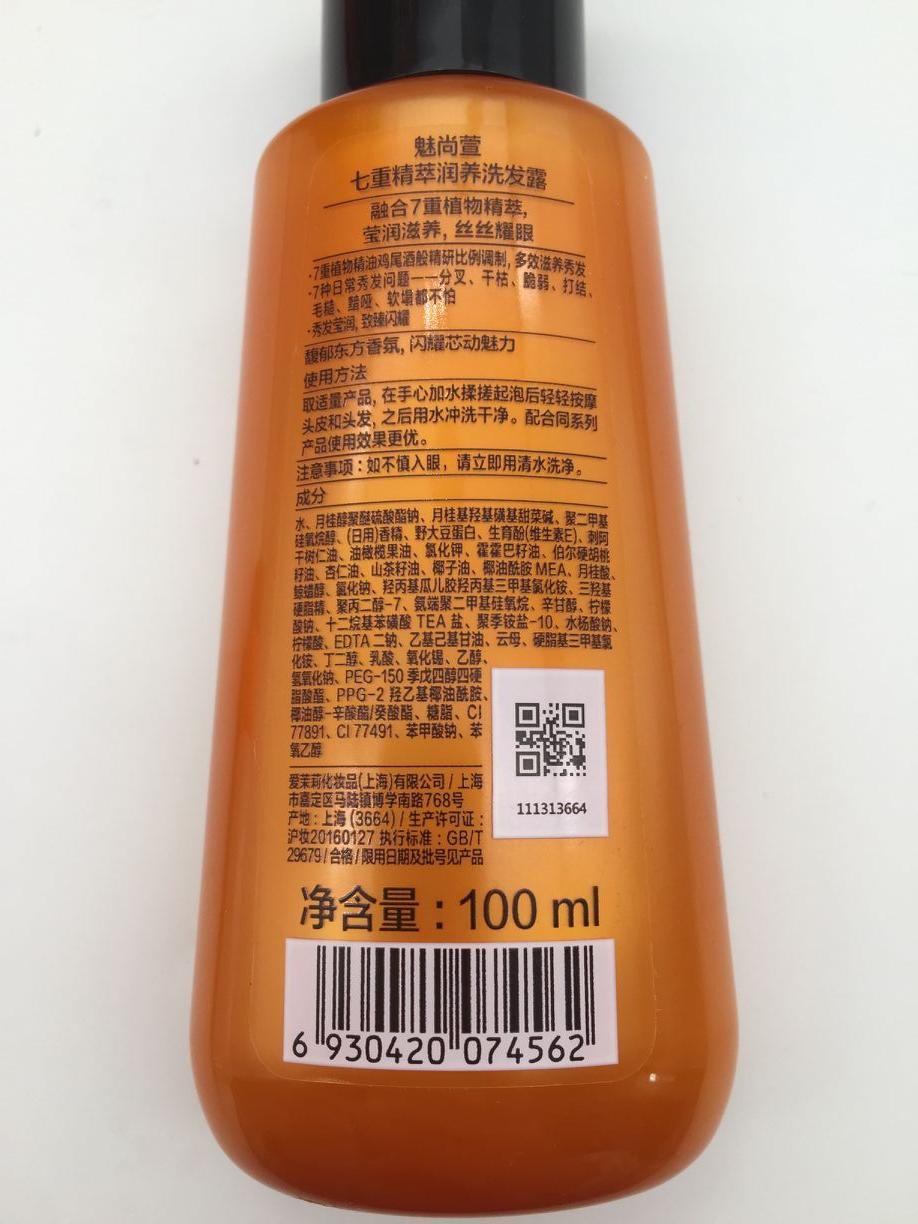 魅尚萱
七重精萃润养洗发露
融合7重植物精萃,
莹润滋养, 丝丝耀眼
·7重植物精油鸡尾酒般精研比例调制, 多效滋养秀发
·7种日常秀发问题——分叉、干枯、脆弱、打结、
毛糙、黯哑、软塌都不怕
·秀发莹润, 致臻闪耀
馥郁东方香氛, 闪耀芯动魅力
使用方法
取适量产品, 在手心加水揉搓起泡后轻轻按摩
头皮和头发, 之后用水冲洗干净。配合同系列
产品使用效果更优。
注意事项：如不慎入眼，请立即用清水洗净。
成分
水、月桂醇聚醚硫酸酯钠、月桂基羟基磺基甜菜碱、聚二甲基
硅氧烷醇、(日用)香精、野大豆蛋白、生育酚(维生素E)、刺阿
干树仁油、油橄榄果油、氯化钾、霍霍巴籽油、伯尔硬胡桃
籽油、杏仁油、山茶籽油、椰子油、椰油酰胺 MEA、月桂酸、
鲸蜡醇、氯化钠、羟丙基瓜儿胶羟丙基三甲基氯化铵、三羟基
硬脂精、聚丙二醇-7、氨端聚二甲基硅氧烷、辛甘醇、柠檬
酸钠、十二烷基苯磺酸 TEA 盐、聚季铵盐-10、水杨酸钠、
柠檬酸、EDTA 二钠、乙基己基甘油、云母、硬脂基三甲基氯
化铵、丁二醇、乳酸、氧化锡、乙醇、
氢氧化钠、PEG-150 季戊四醇四硬
脂酸酯、PPG-2 羟乙基椰油酰胺、
椰油醇-辛酸酯/癸酸酯、糖脂、CI
77891、CI 77491、苯甲酸钠、苯
氧乙醇
111313664
爱茉莉化妆品(上海)有限公司 / 上海
市嘉定区马陆镇博学南路768号
产地：上海 (3664) / 生产许可证：
沪妆20160127 执行标准：GB/T
29679 / 合格 / 限用日期及批号见产品
净含量：100 ml
6 930420 074562